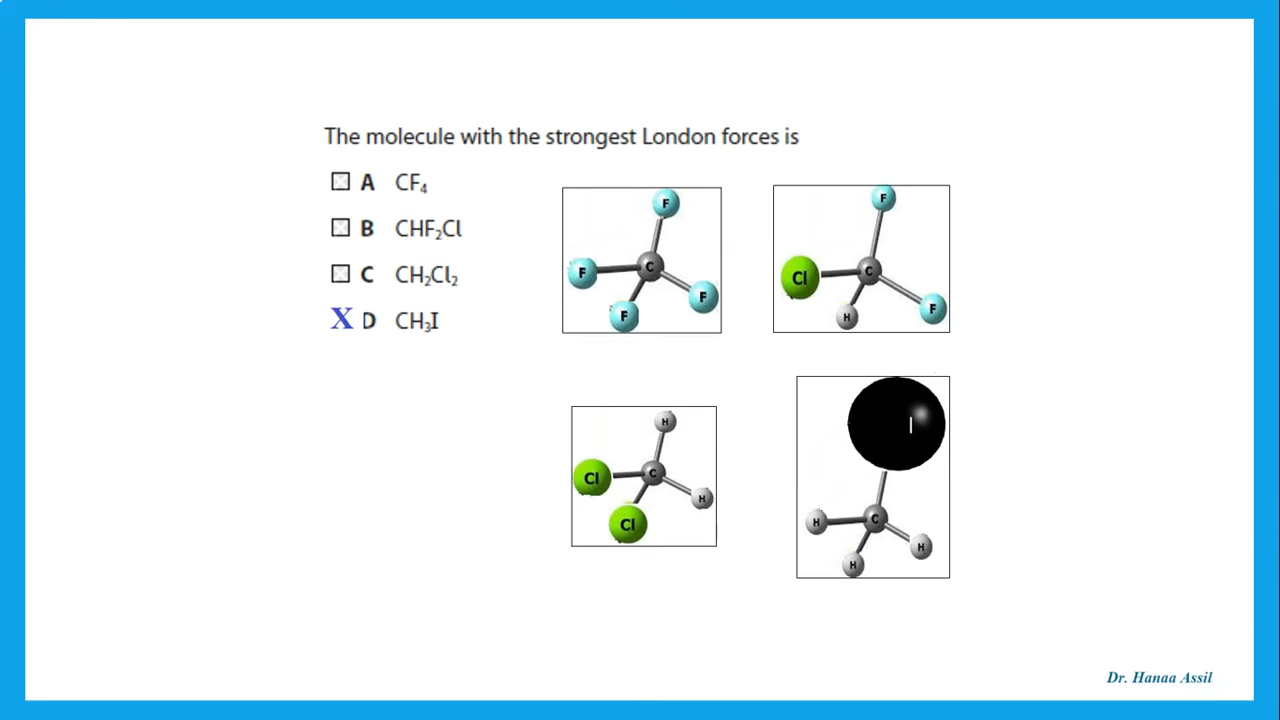 The molecule with the strongest London forces is
A CF₄
B CHF₂Cl
C CH₂Cl₂
X D CH₃I
F
F C
F
F
F
Cl C
H F
H
Cl C
H
Cl
I
H C
H
H
Dr. Hanaa Assil